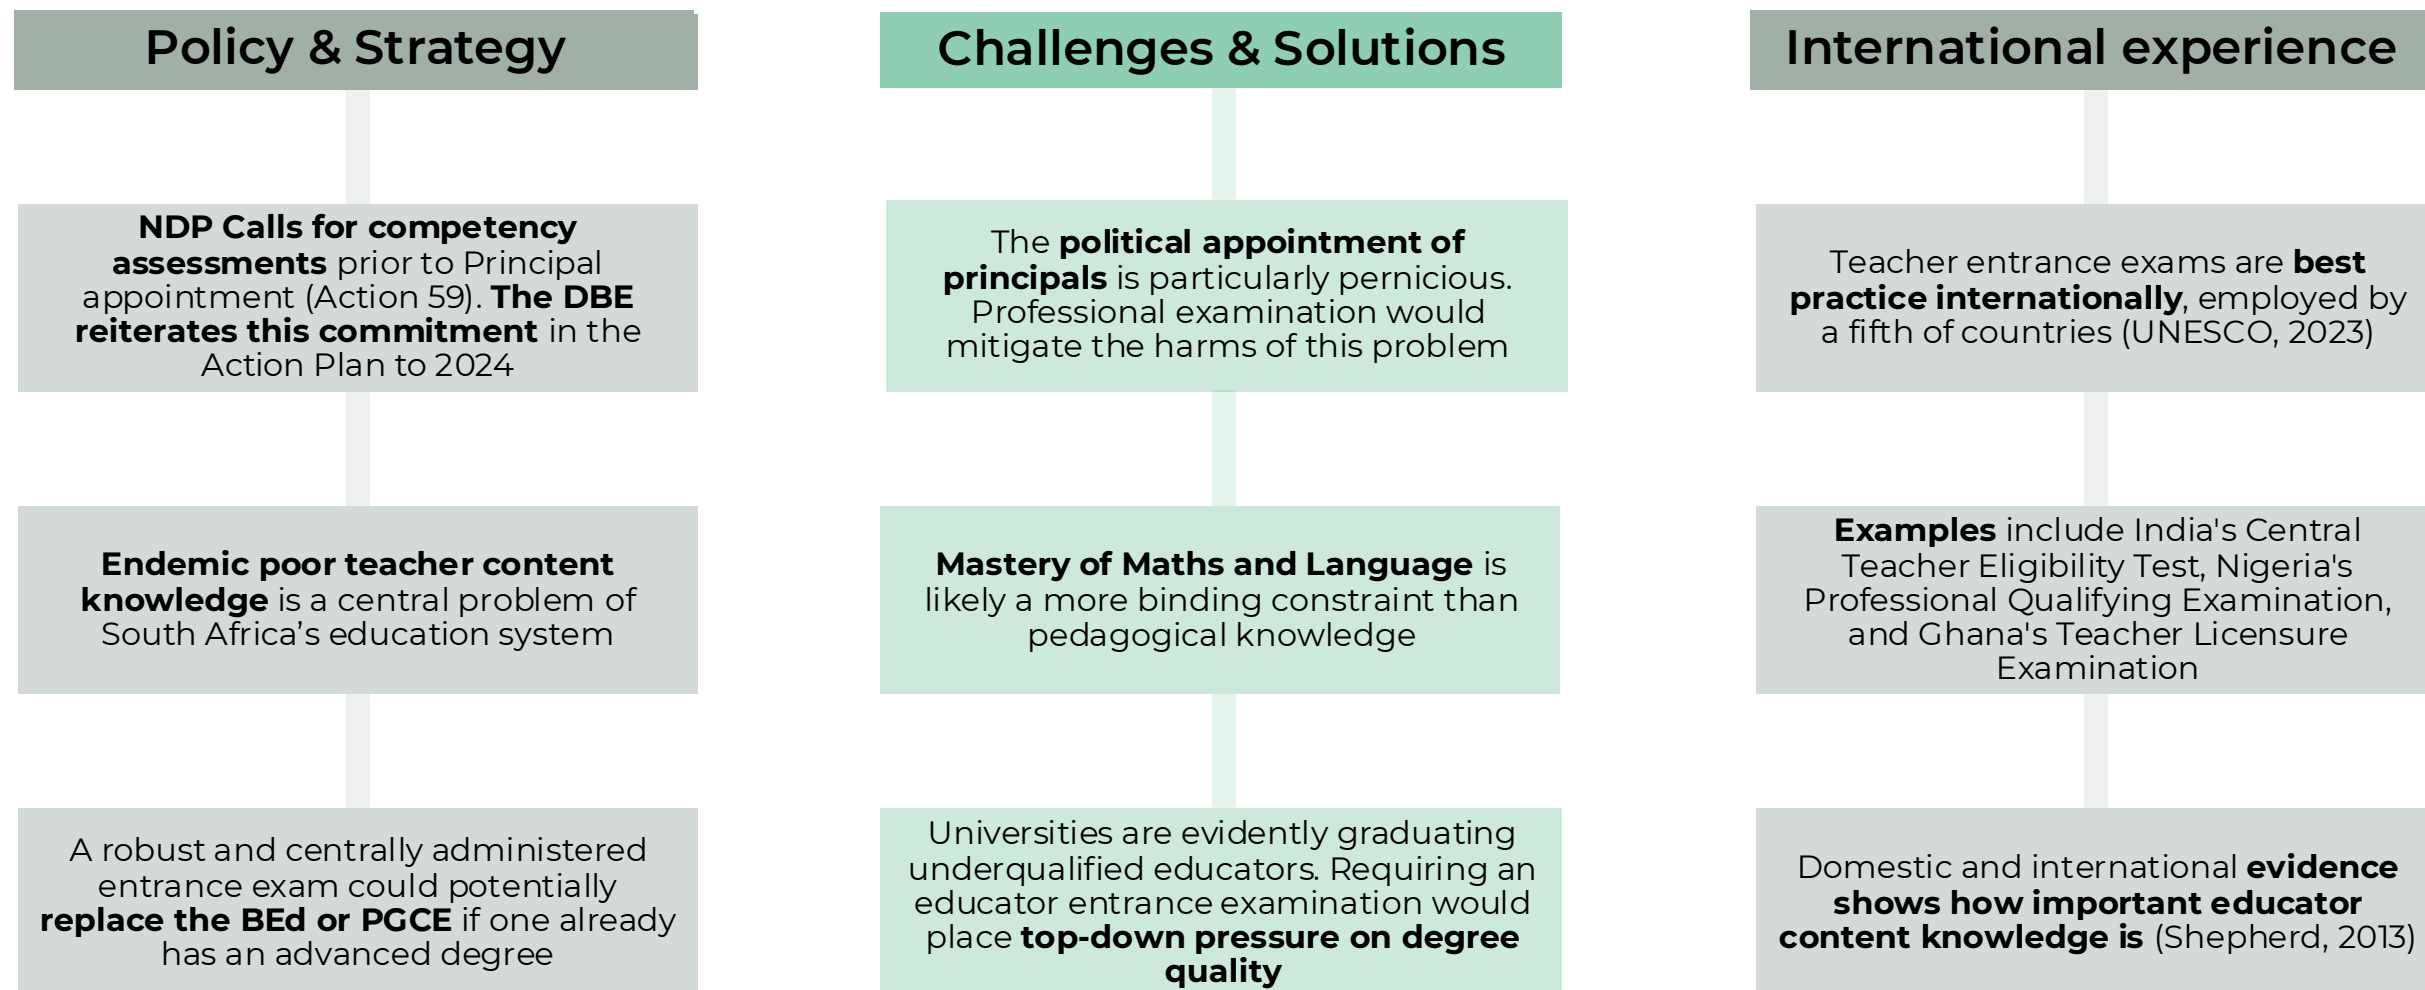 Policy & Strategy
NDP Calls for competency
assessments prior to Principal
appointment (Action 59). The DBE
reiterates this commitment in the
Action Plan to 2024
Endemic poor teacher content
knowledge is a central problem of
South Africa’s education system
A robust and centrally administered
entrance exam could potentially
replace the BEd or PGCE if one already
has an advanced degree
Challenges & Solutions
The political appointment of
principals is particularly pernicious.
Professional examination would
mitigate the harms of this problem
Mastery of Maths and Language is
likely a more binding constraint than
pedagogical knowledge
Universities are evidently graduating
underqualified educators. Requiring an
educator entrance examination would
place top-down pressure on degree
quality
International experience
Teacher entrance exams are best
practice internationally, employed by
a fifth of countries (UNESCO, 2023)
Examples include India's Central
Teacher Eligibility Test, Nigeria's
Professional Qualifying Examination,
and Ghana's Teacher Licensure
Examination
Domestic and international evidence
shows how important educator
content knowledge is (Shepherd, 2013)